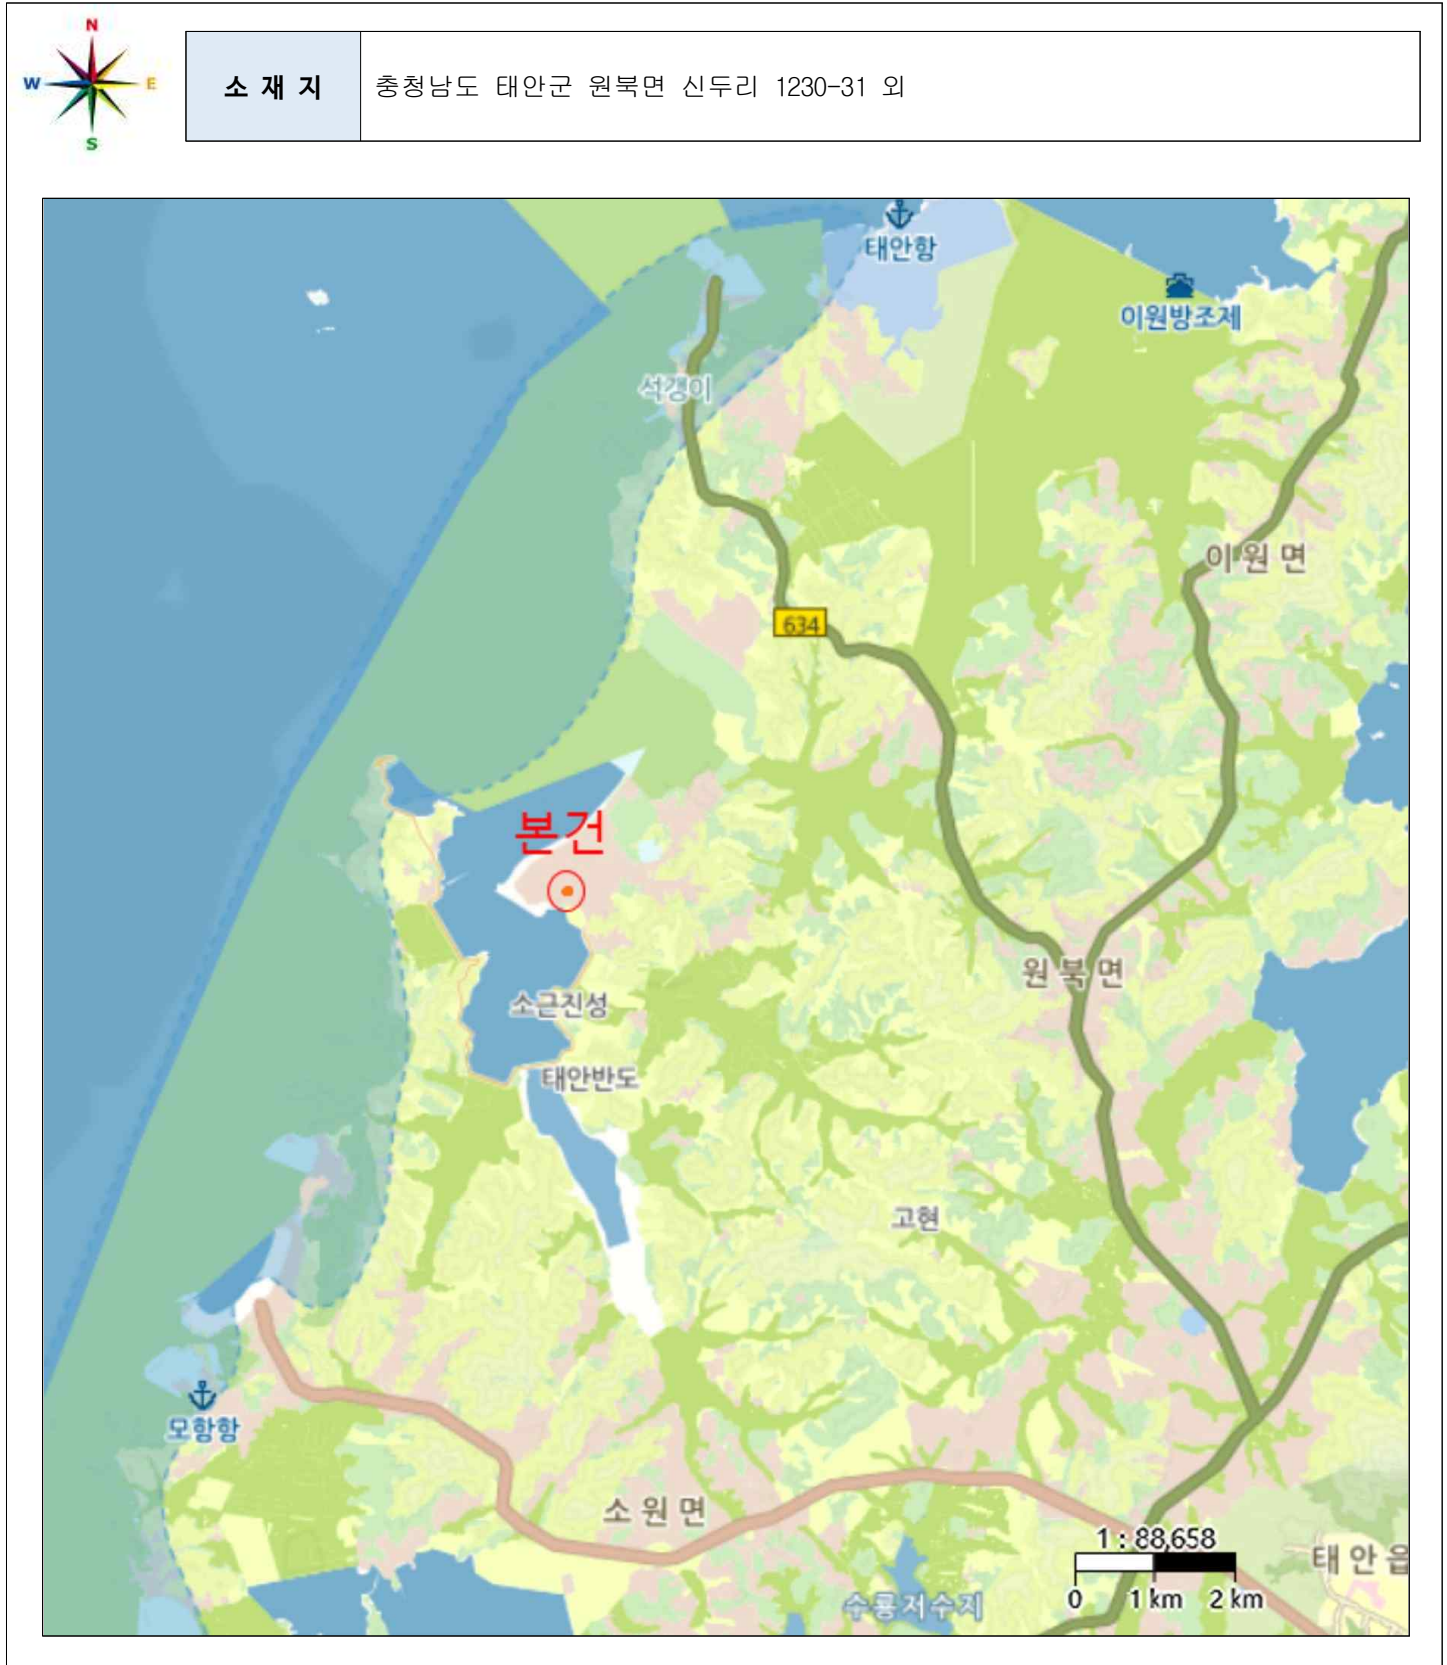 N
W
E
S
소 재 지
충청남도 태안군 원북면 신두리 1230-31 외
태안항
이원방조제
석갱이
이 원 면
634
본건
원 북 면
소근진성
태안반도
고현
모항항
소 원 면
1 : 88,658
태 안 읍
수룡저수지
0 1 km 2 km